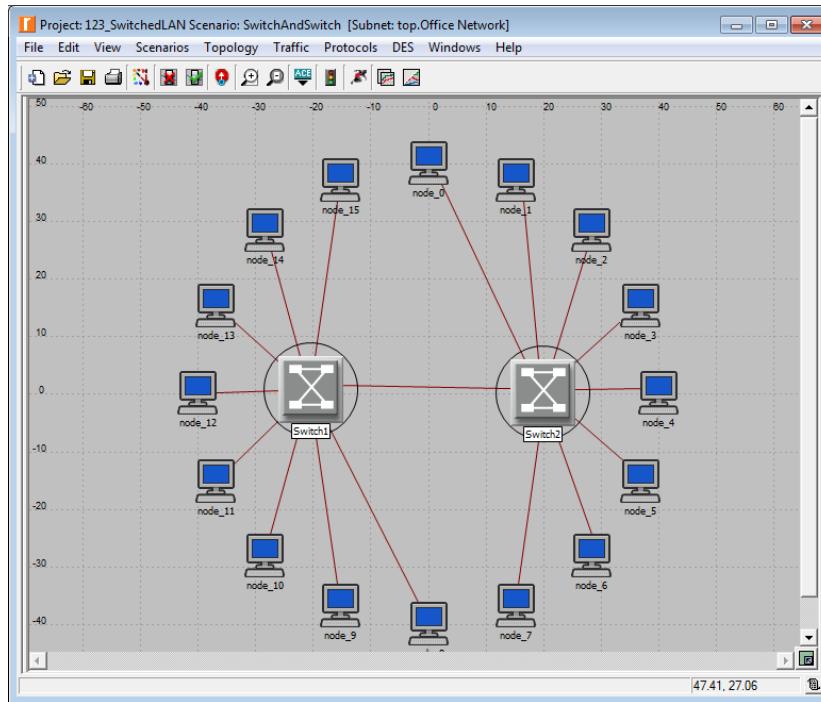 Project: 123_SwitchedLAN Scenario: SwitchAndSwitch [Subnet: top.Office Network]
File Edit View Scenarios Topology Traffic Protocols DES Windows Help
ACE
50 -60 -50 -40 -30 -20 -10 0 10 20 30 40 50 60
40
node_15 node_0 node_1
30
node_14 node_2
20
node_13 node_3
10
0
node_12 node_4
Switch1 Switch2
-10
node_11 node_5
-20
-30
node_10 node_6
node_9 node_7
-40
47.41, 27.06